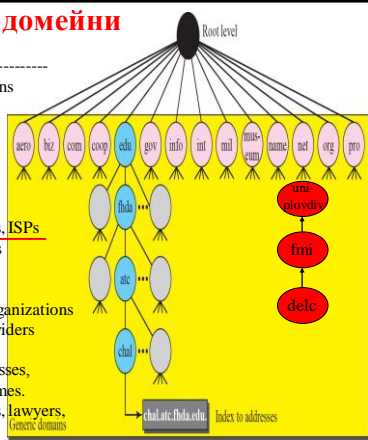 домейни
Root level
---------------
ns
aero biz com coop edu gov info int mil mus-eum name net org pro
fhda
uni-plovdiv
s, ISPs
s
fmi
atc
delc
ganizations
viders
chal
sses,
mes.
s, lawyers,
chal.atc.fhda.edu. Index to addresses
Generic domains